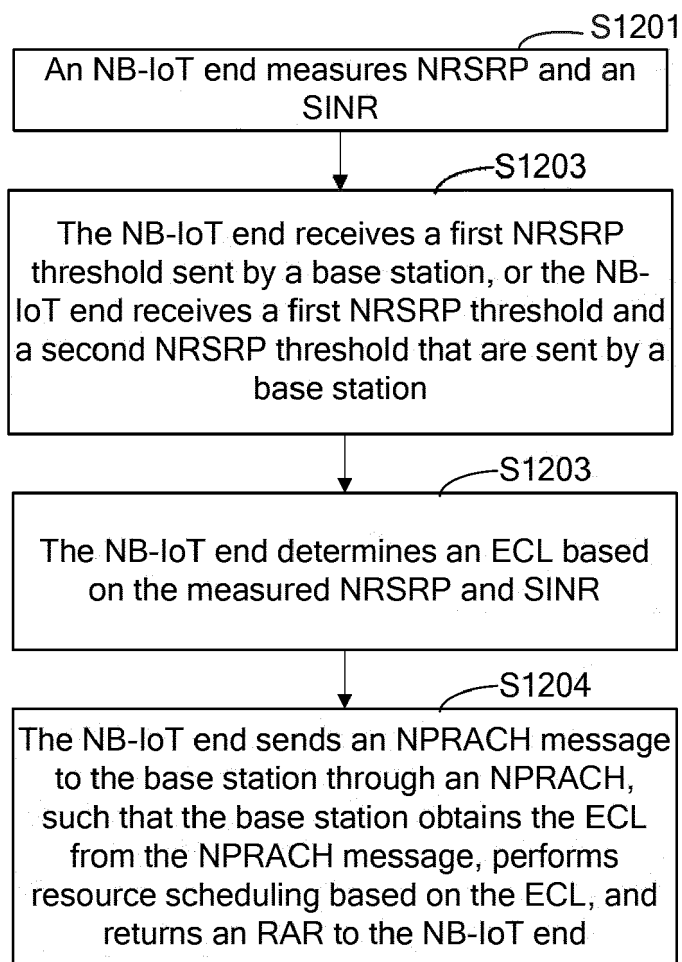 S1201
An NB-IoT end measures NRSRP and an
SINR
S1203
The NB-IoT end receives a first NRSRP
threshold sent by a base station, or the NB-
IoT end receives a first NRSRP threshold and
a second NRSRP threshold that are sent by a
base station
S1203
The NB-IoT end determines an ECL based
on the measured NRSRP and SINR
S1204
The NB-IoT end sends an NPRACH message
to the base station through an NPRACH,
such that the base station obtains the ECL
from the NPRACH message, performs
resource scheduling based on the ECL, and
returns an RAR to the NB-IoT end